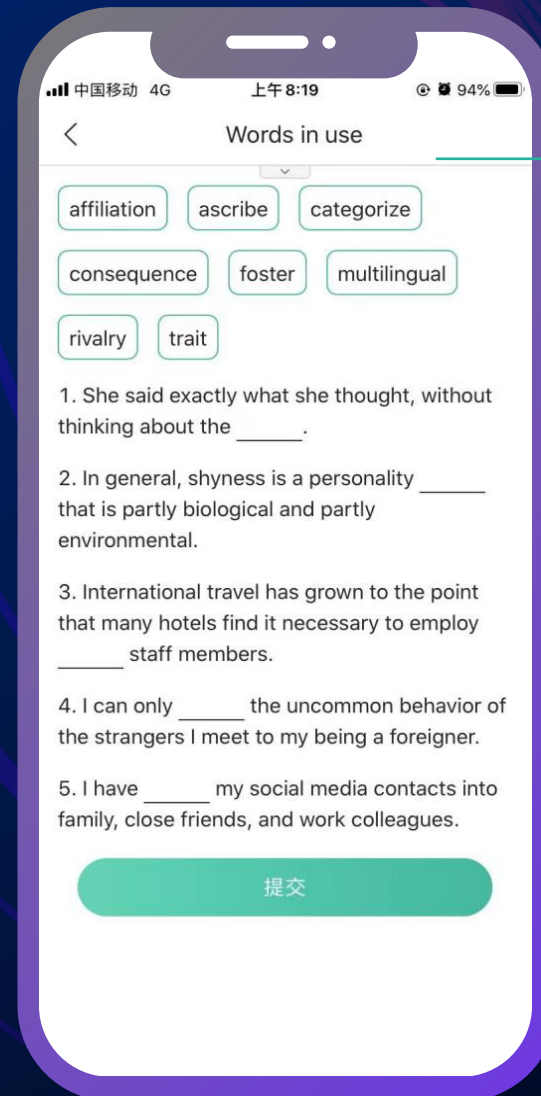 中国移动 4G 上午8:19 94%
Words in use
affiliation ascribe categorize
consequence foster multilingual
rivalry trait
1. She said exactly what she thought, without
thinking about the ______.
2. In general, shyness is a personality ______
that is partly biological and partly
environmental.
3. International travel has grown to the point
that many hotels find it necessary to employ
______ staff members.
4. I can only ______ the uncommon behavior of
the strangers I meet to my being a foreigner.
5. I have ______ my social media contacts into
family, close friends, and work colleagues.
提交